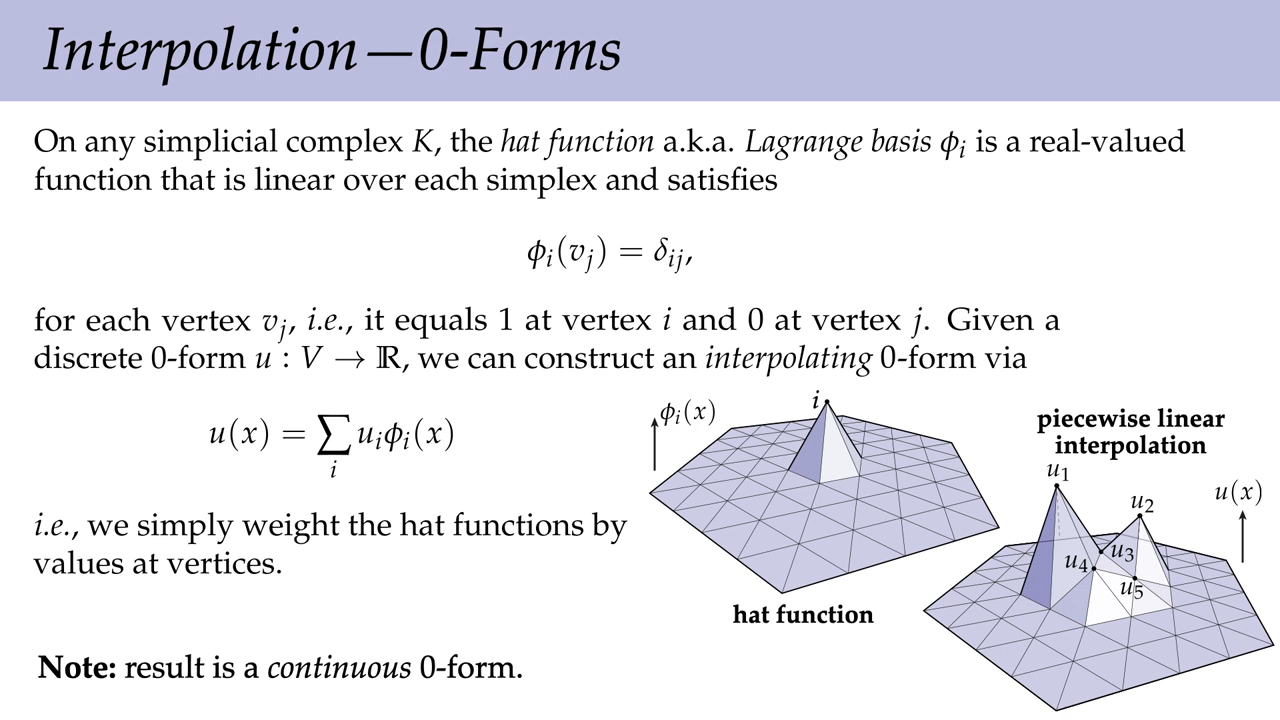 Interpolation—0-Forms
On any simplicial complex K, the hat function a.k.a. Lagrange basis ϕᵢ is a real-valued
function that is linear over each simplex and satisfies
ϕᵢ(vⱼ) = δᵢⱼ,
for each vertex vⱼ, i.e., it equals 1 at vertex i and 0 at vertex j. Given a
discrete 0-form u : V → ℝ, we can construct an interpolating 0-form via
u(x) = ∑ᵢ uᵢϕᵢ(x)
i.e., we simply weight the hat functions by
values at vertices.
Note: result is a continuous 0-form.
ϕᵢ(x)
i
hat function
piecewise linear
interpolation
u₁
u₂
u(x)
u₃
u₄
u₅